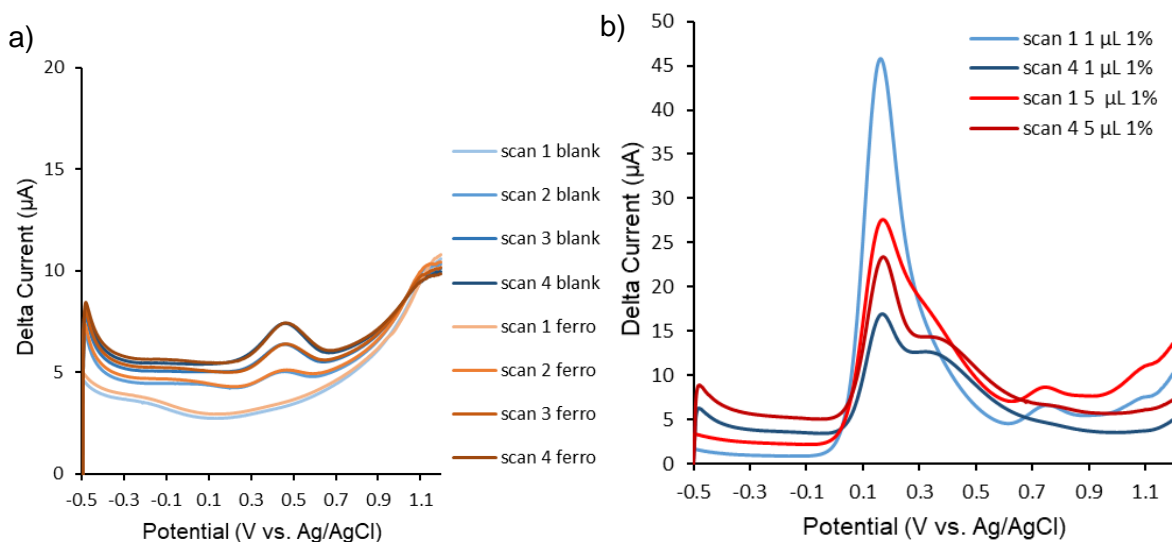 a)
20
15
10
5
0
-0.5 -0.3 -0.1 0.1 0.3 0.5 0.7 0.9 1.1
Delta Current (µA)
Potential (V vs. Ag/AgCl)
scan 1 blank
scan 2 blank
scan 3 blank
scan 4 blank
scan 1 ferro
scan 2 ferro
scan 3 ferro
scan 4 ferro
b)
50
45
40
35
30
25
20
15
10
5
0
-0.5 -0.3 -0.1 0.1 0.3 0.5 0.7 0.9 1.1
Delta Current (µA)
Potential (V vs. Ag/AgCl)
scan 1 1 µL 1%
scan 4 1 µL 1%
scan 1 5 µL 1%
scan 4 5 µL 1%